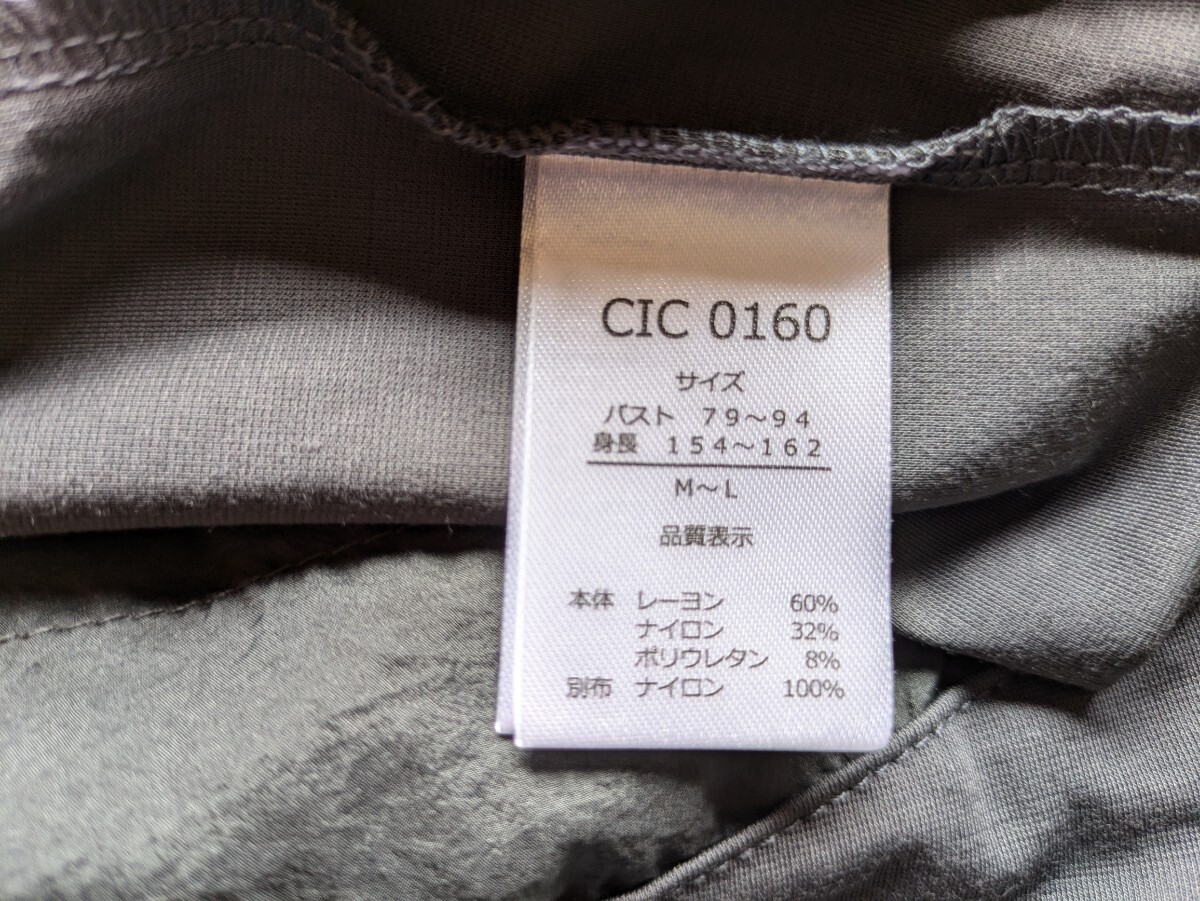 CIC 0160
サイズ
バスト 79～94
身長 154～162
M～L
品質表示
本体 レーヨン 60%
ナイロン 32%
ポリウレタン 8%
別布 ナイロン 100%